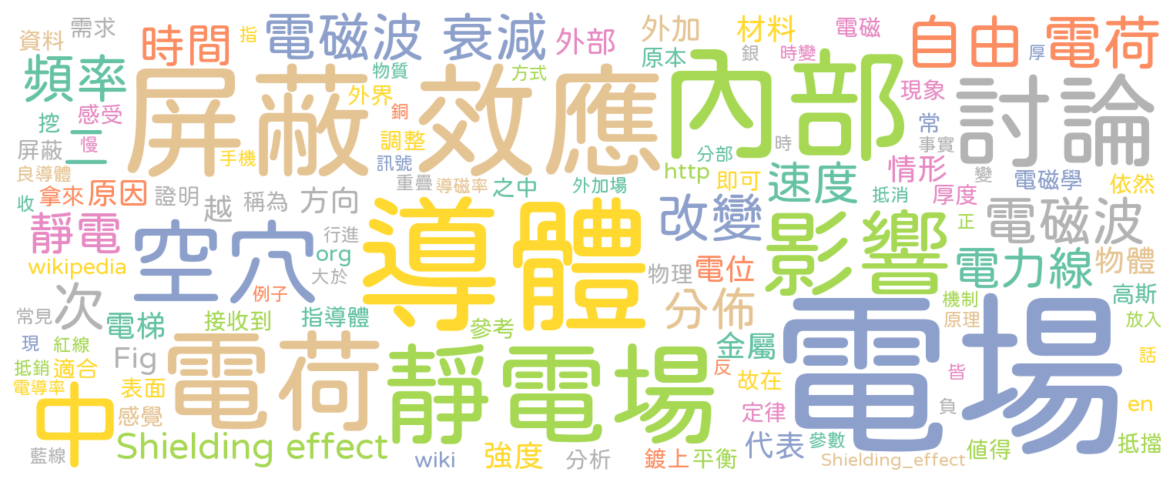 資料
需求
時間
指
電磁波
衰減
外部
外加
材料
電磁
自由
電荷
頻率
物質
方式
原本
銀
時變
厚
屏蔽
效應
內部
討論
挖
感受
外界
銅
現象
二
慢
調整
常
事實
屏蔽
手機
訊號
分部
時
情形
良導體
http
速度
變
電磁學
依然
收
拿來
原因
證明
越
稱為
方向
重疊
導磁率
之中
外加場
即可
抵消
厚度
靜電
空穴
行進
導體
改變
影響
正
電磁波
wikipedia
org
大於
物理
電位
電力線
物體
次
例子
分佈
機制
高斯
常見
電梯
接收到
指導體
參考
原理
放入
現
紅線
Fig
電荷
靜電場
金屬
電場
話
抵銷
適合
反
故在
皆
電導率
中
表面
感覺
定律
負
en
藍線
Shielding effect
wiki
強度
分析
鍍上
平衡
代表
參數
Shielding_effect
值得
抵擋